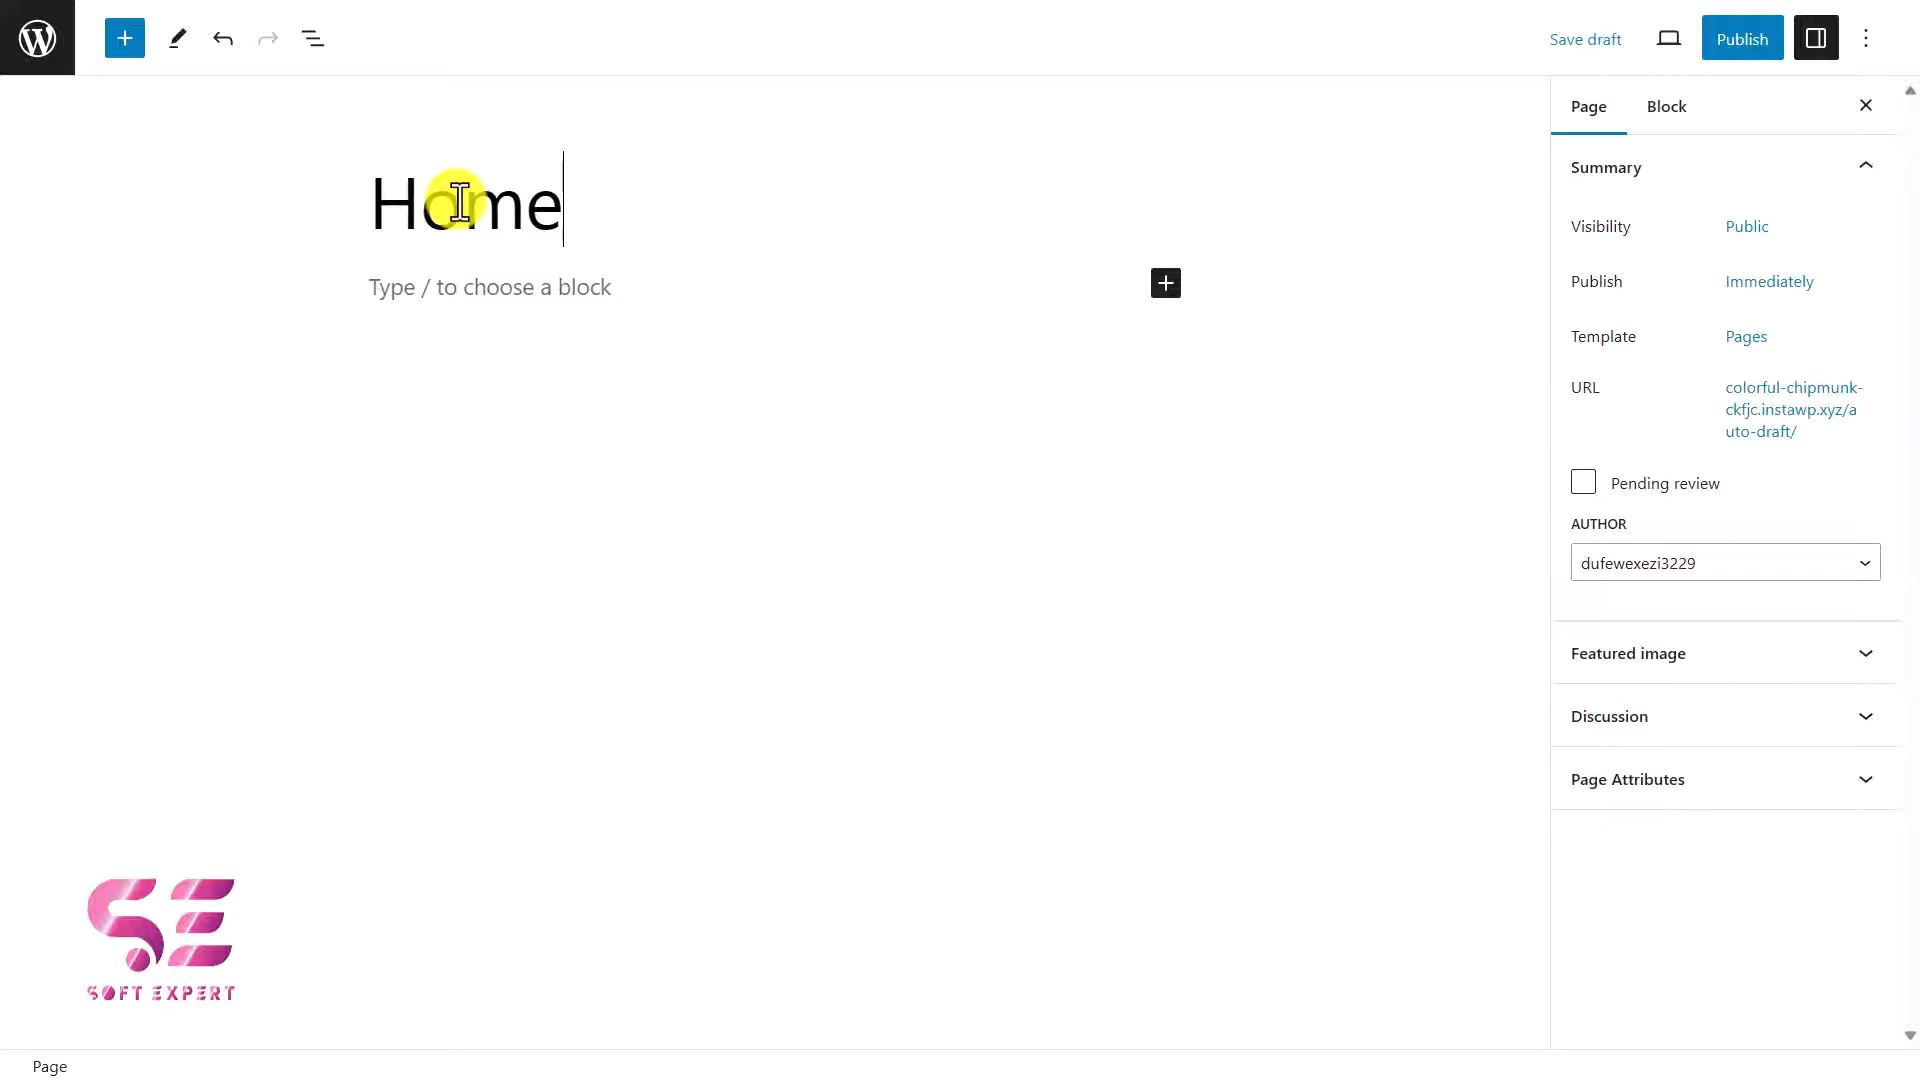 Save draft
Publish
Page
Block
Home
Type / to choose a block
Summary
Visibility
Public
Publish
Immediately
Template
Pages
URL
colorful-chipmunk-
ckfjc.instawp.xyz/a
uto-draft/
Pending review
AUTHOR
dufewexezi3229
Featured image
Discussion
Page Attributes
SE
SOFT EXPERT
Page